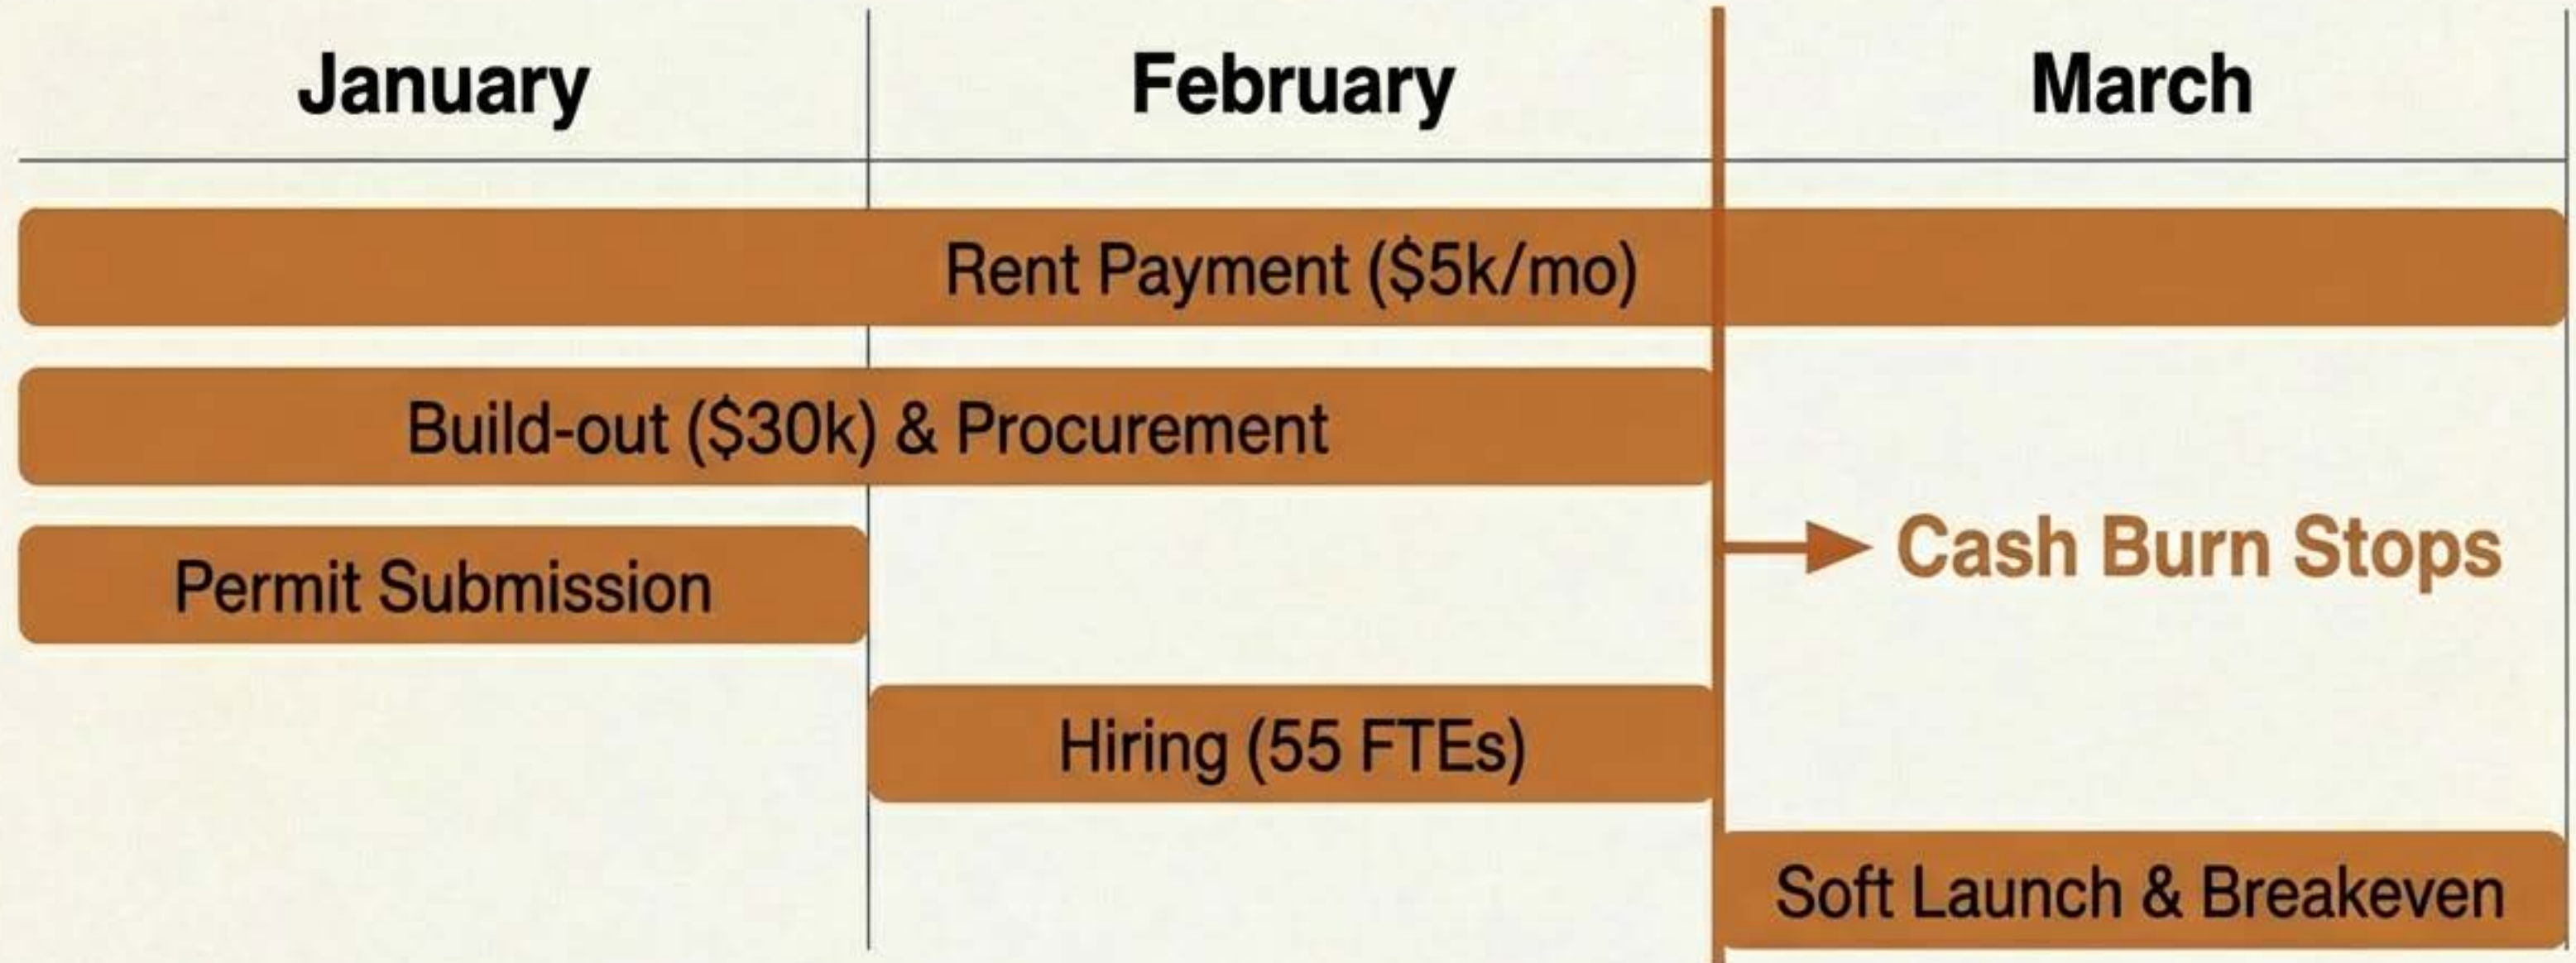 January
February
March
Rent Payment ($5k/mo)
Build-out ($30k) & Procurement
Permit Submission
Cash Burn Stops
Hiring (55 FTEs)
Soft Launch & Breakeven